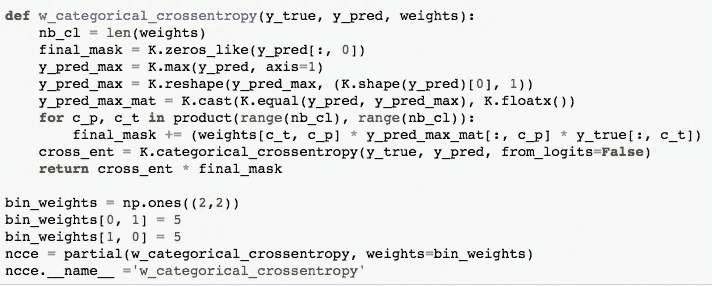 def w_categorical_crossentropy(y_true, y_pred, weights):
    nb_cl = len(weights)
    final_mask = K.zeros_like(y_pred[:, 0])
    y_pred_max = K.max(y_pred, axis=1)
    y_pred_max = K.reshape(y_pred_max, (K.shape(y_pred)[0], 1))
    y_pred_max_mat = K.cast(K.equal(y_pred, y_pred_max), K.floatx())
    for c_p, c_t in product(range(nb_cl), range(nb_cl)):
        final_mask += (weights[c_t, c_p] * y_pred_max_mat[:, c_p] * y_true[:, c_t])
    cross_ent = K.categorical_crossentropy(y_true, y_pred, from_logits=False)
    return cross_ent * final_mask

bin_weights = np.ones((2,2))
bin_weights[0, 1] = 5
bin_weights[1, 0] = 5
ncce = partial(w_categorical_crossentropy, weights=bin_weights)
ncce.__name__ ='w_categorical_crossentropy'